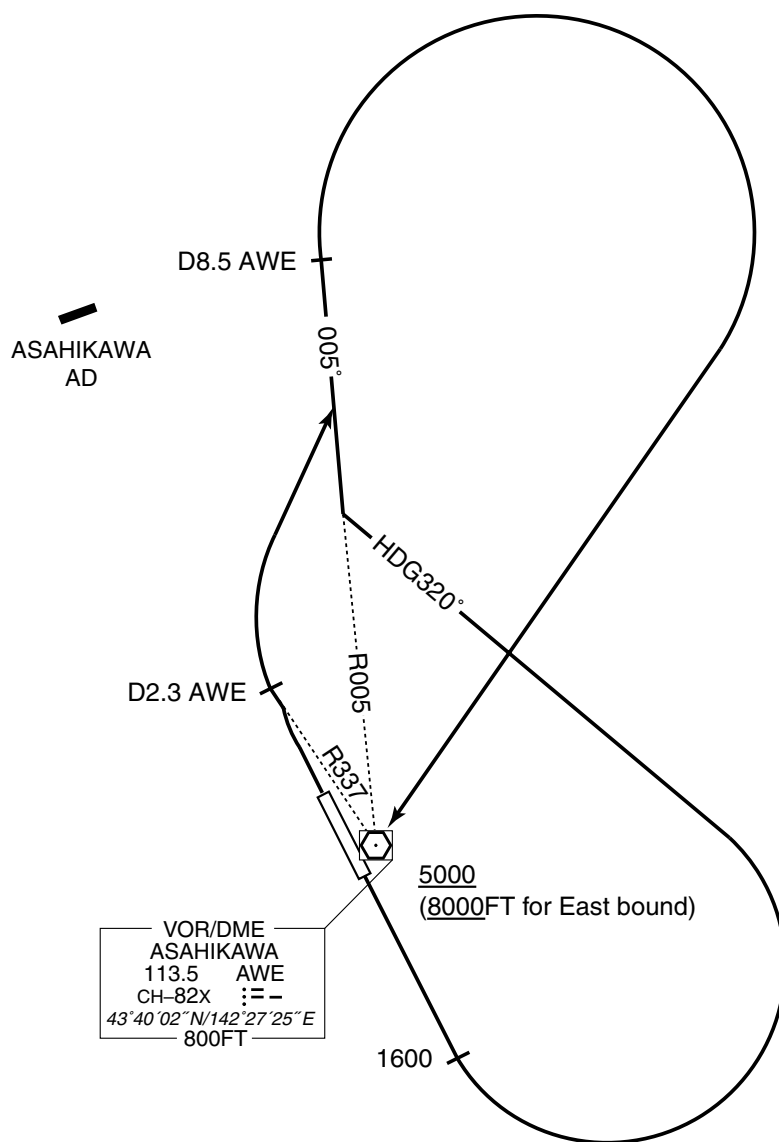 D8.5 AWE
ASAHIKAWA
AD
005°
HDG320°
R005
D2.3 AWE
R337
5000
(8000FT for East bound)
VOR/DME
ASAHIKAWA
113.5 AWE
CH–82X
43°40´02˝N/142°27´25˝E
800FT
1600